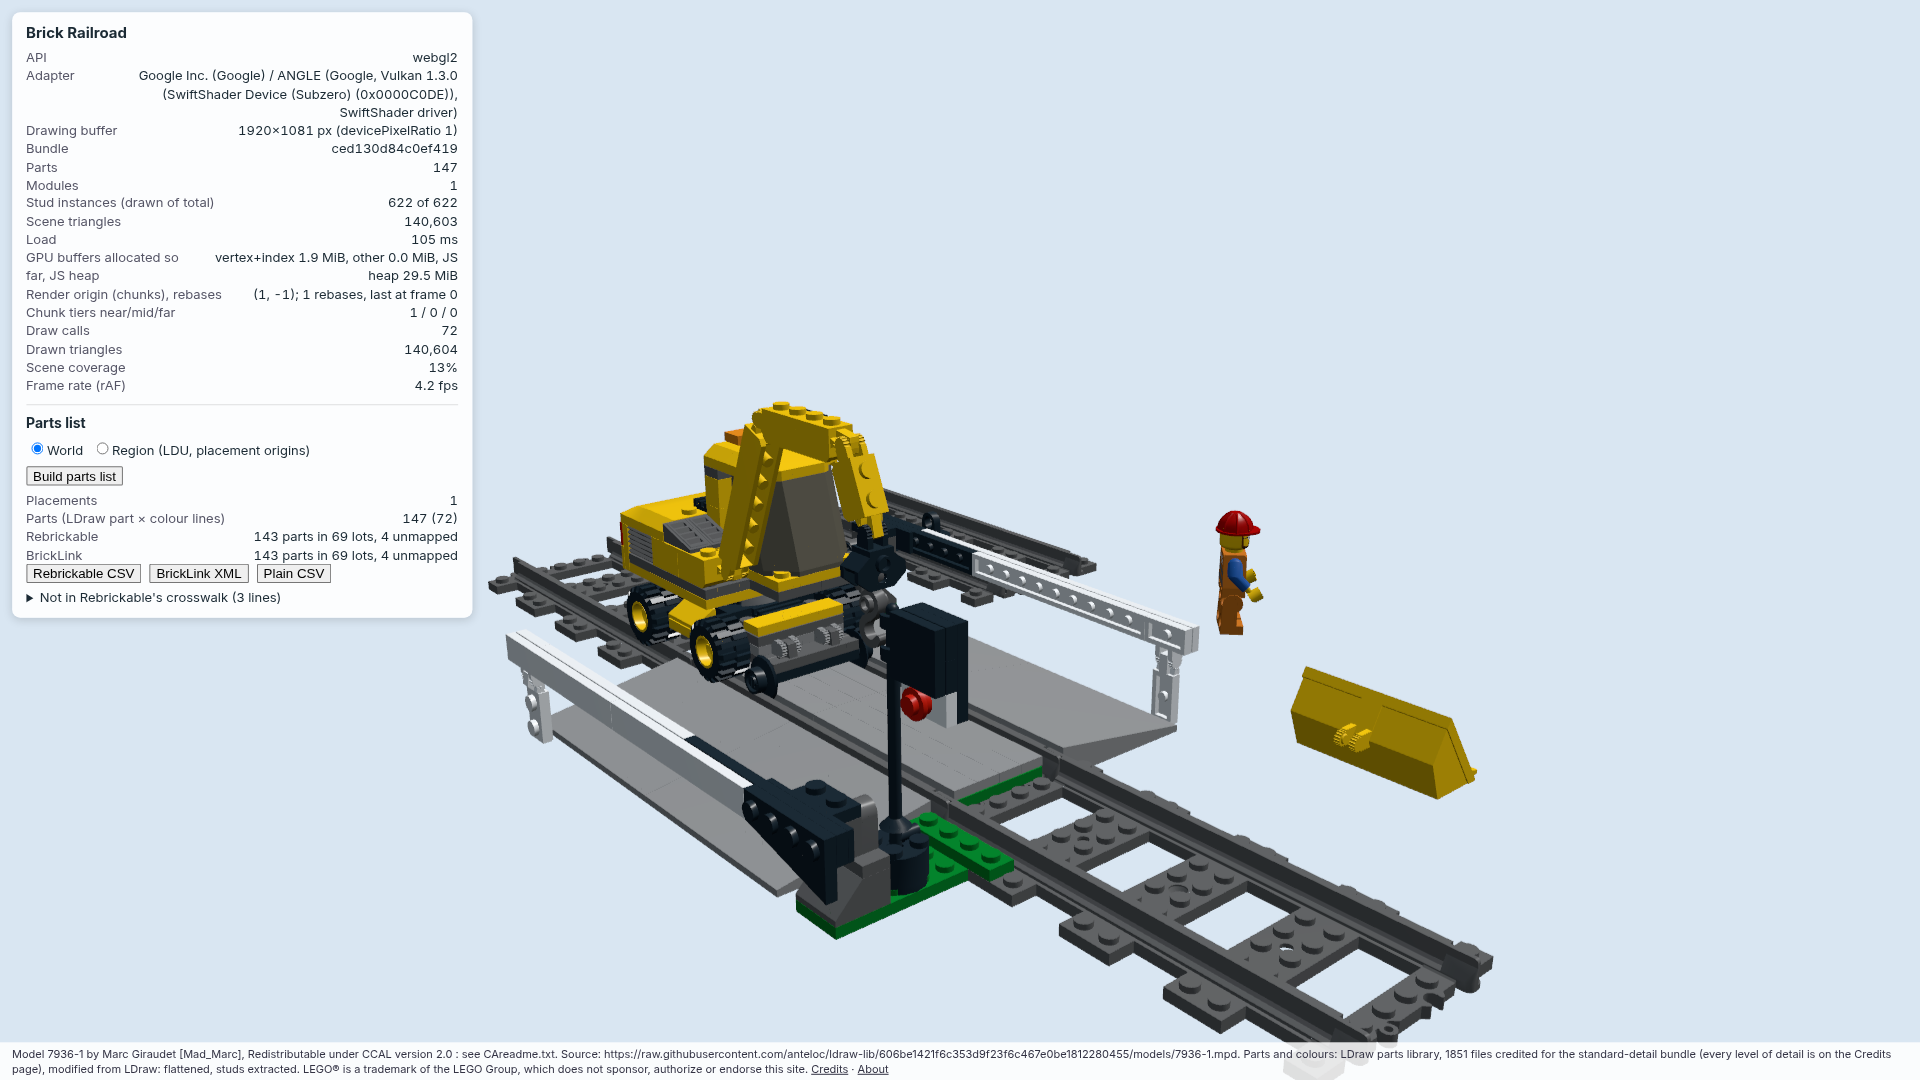 Brick Railroad
API webgl2
Adapter Google Inc. (Google) / ANGLE (Google, Vulkan 1.3.0
(SwiftShader Device (Subzero) (0x0000C0DE)),
SwiftShader driver)
Drawing buffer 1920×1081 px (devicePixelRatio 1)
Bundle ced130d84c0ef419
Parts 147
Modules 1
Stud instances (drawn of total) 622 of 622
Scene triangles 140,603
Load 105 ms
GPU buffers allocated so vertex+index 1.9 MiB, other 0.0 MiB, JS
far, JS heap heap 29.5 MiB
Render origin (chunks), rebases (1, -1); 1 rebases, last at frame 0
Chunk tiers near/mid/far 1 / 0 / 0
Draw calls 72
Drawn triangles 140,604
Scene coverage 13%
Frame rate (rAF) 4.2 fps
Parts list
World Region (LDU, placement origins)
Build parts list
Placements 1
Parts (LDraw part × colour lines) 147 (72)
Rebrickable 143 parts in 69 lots, 4 unmapped
BrickLink 143 parts in 69 lots, 4 unmapped
Rebrickable CSV BrickLink XML Plain CSV
▶ Not in Rebrickable's crosswalk (3 lines)
Model 7936-1 by Marc Giraudet [Mad_Marc], Redistributable under CCAL version 2.0 : see CAreadme.txt. Source: https://raw.githubusercontent.com/anteloc/ldraw-lib/606be1421f6c353d9f23f6c467e0be1812280455/models/7936-1.mpd. Parts and colours: LDraw parts library, 1851 files credited for the standard-detail bundle (every level of detail is on the Credits
page), modified from LDraw: flattened, studs extracted. LEGO® is a trademark of the LEGO Group, which does not sponsor, authorize or endorse this site. Credits · About